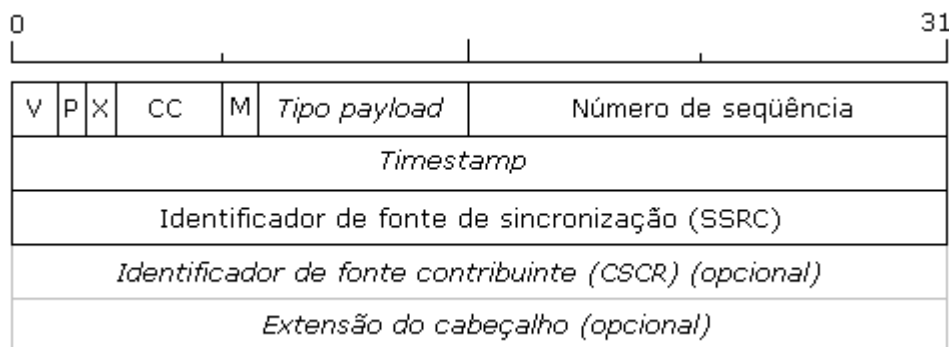 0 31
V P X CC M Tipo payload Número de seqüência
Timestamp
Identificador de fonte de sincronização (SSRC)
Identificador de fonte contribuinte (CSCR) (opcional)
Extensão do cabeçalho (opcional)